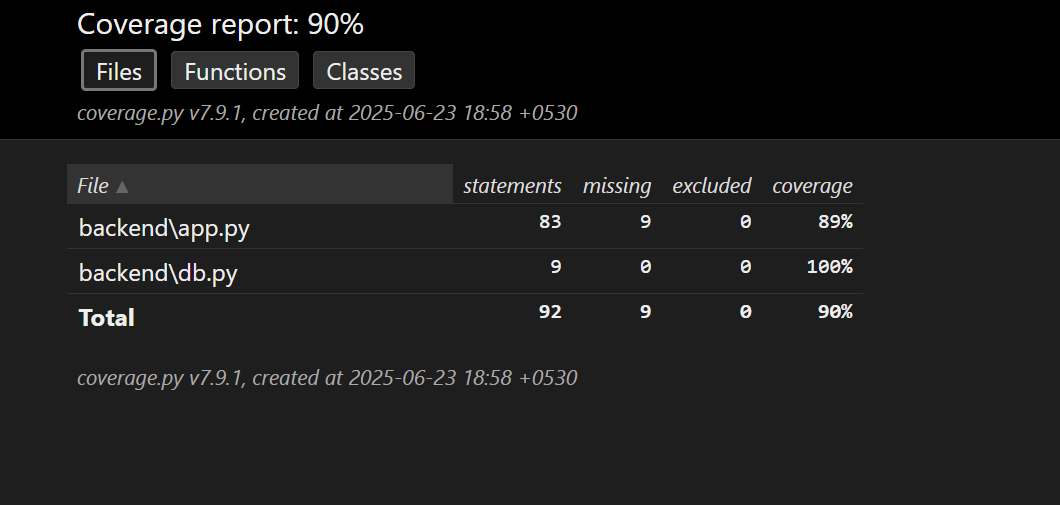 Coverage report: 90%
Files Functions Classes
coverage.py v7.9.1, created at 2025-06-23 18:58 +0530
File ▲ statements missing excluded coverage
backend\app.py 83 9 0 89%
backend\db.py 9 0 0 100%
Total 92 9 0 90%
coverage.py v7.9.1, created at 2025-06-23 18:58 +0530